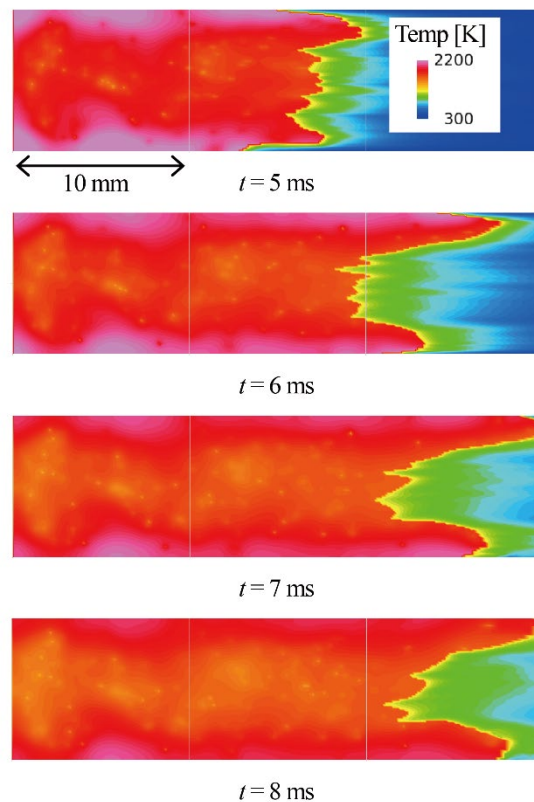 Temp [K]
2200
300
10 mm
t = 5 ms
t = 6 ms
t = 7 ms
t = 8 ms